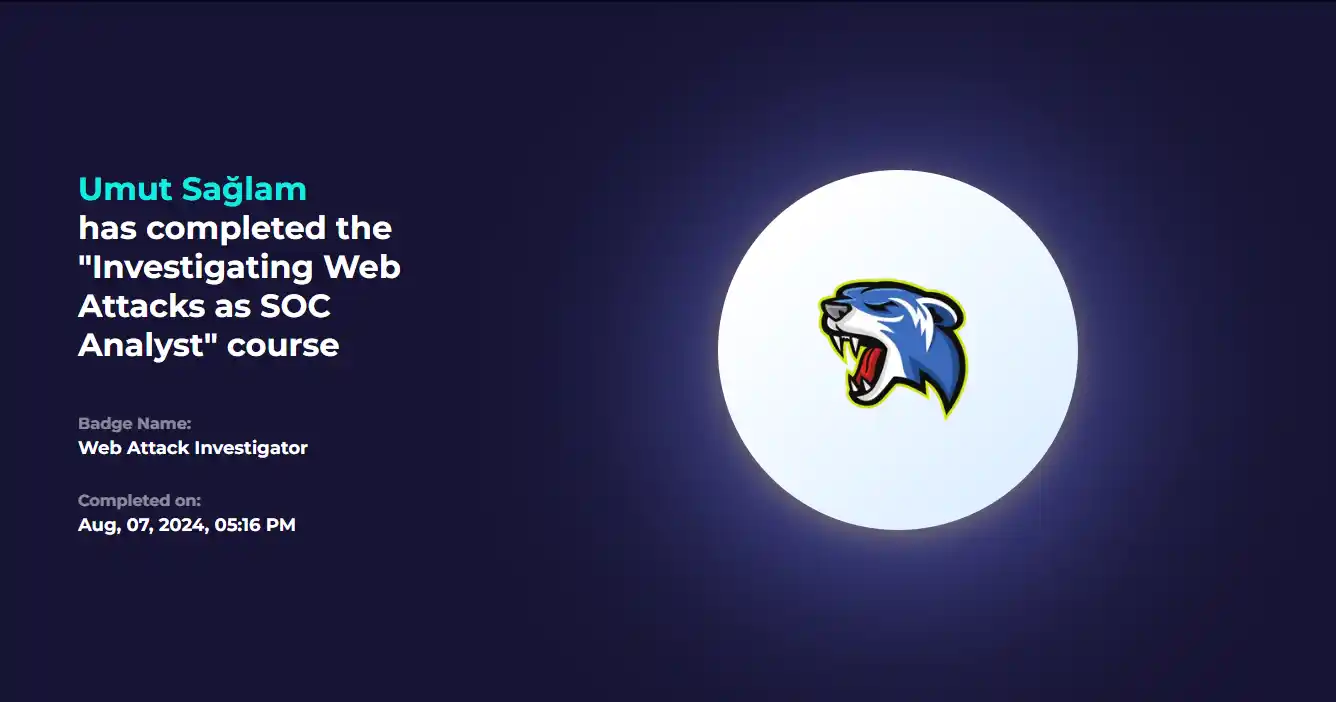 Umut Sağlam
has completed the
"Investigating Web
Attacks as SOC
Analyst" course
Badge Name:
Web Attack Investigator
Completed on:
Aug, 07, 2024, 05:16 PM